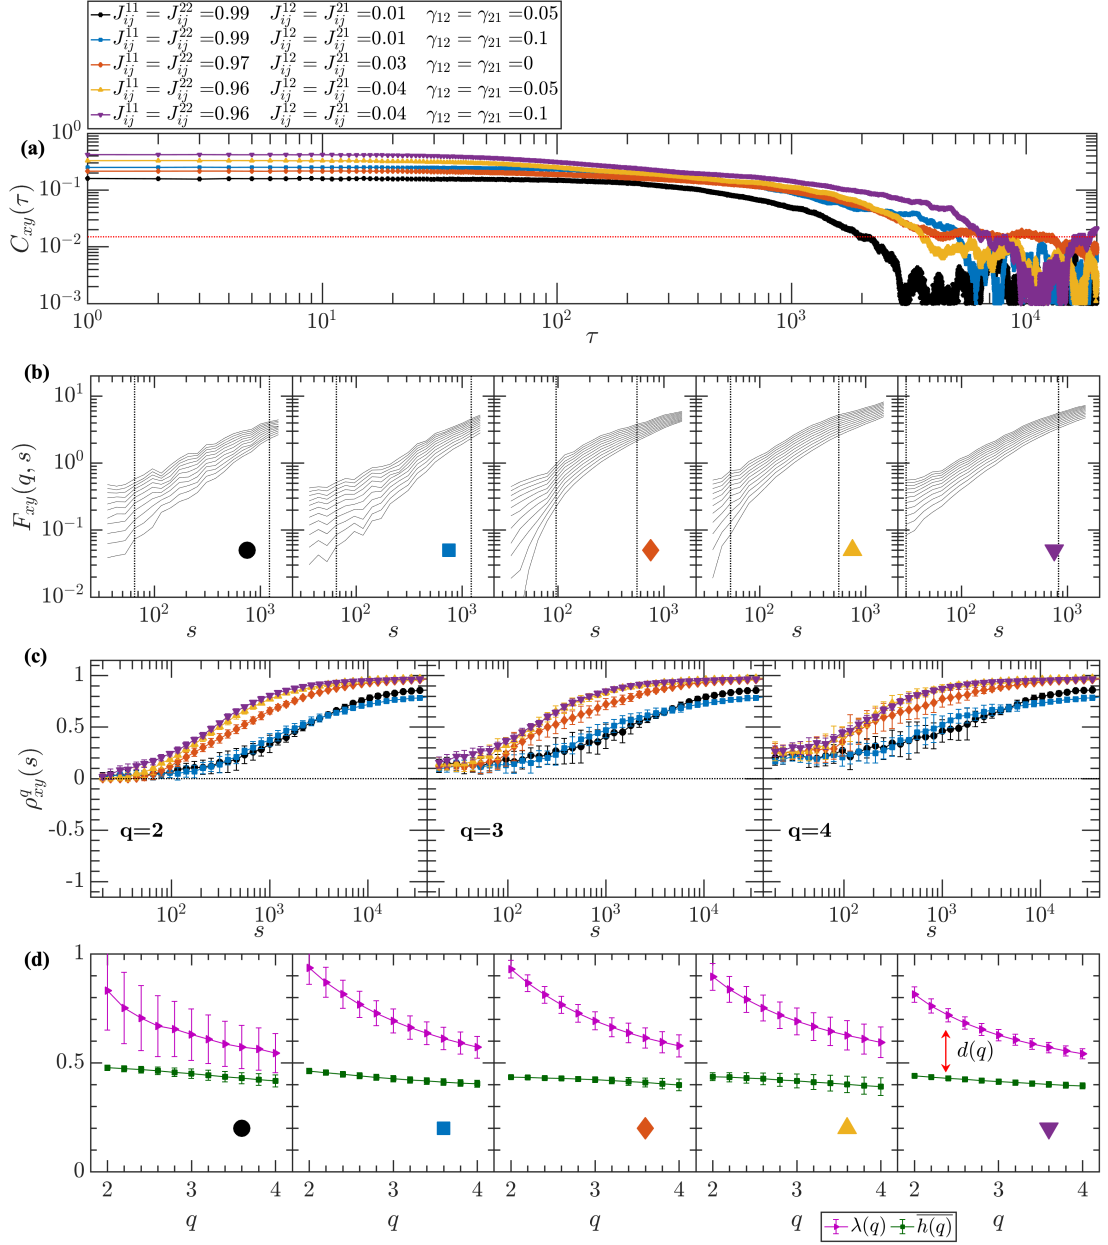 J_{ij}^{11} = J_{ij}^{22} =0.99 J_{ij}^{12} = J_{ij}^{21} =0.01 γ_{12} = γ_{21} =0.05
J_{ij}^{11} = J_{ij}^{22} =0.99 J_{ij}^{12} = J_{ij}^{21} =0.01 γ_{12} = γ_{21} =0.1
J_{ij}^{11} = J_{ij}^{22} =0.97 J_{ij}^{12} = J_{ij}^{21} =0.03 γ_{12} = γ_{21} =0
J_{ij}^{11} = J_{ij}^{22} =0.96 J_{ij}^{12} = J_{ij}^{21} =0.04 γ_{12} = γ_{21} =0.05
J_{ij}^{11} = J_{ij}^{22} =0.96 J_{ij}^{12} = J_{ij}^{21} =0.04 γ_{12} = γ_{21} =0.1
(a)
C_{xy}(τ)
10^0
10^{-1}
10^{-2}
10^{-3}
10^0 10^1 10^2 10^3 10^4
τ
(b)
F_{xy}(q, s)
10^1
10^0
10^{-1}
10^{-2}
10^2 10^3 10^2 10^3 10^2 10^3 10^2 10^3 10^2 10^3
s s s s s
(c)
ρ_{xy}^q(s)
1
0.5
0
-0.5
-1
q=2 q=3 q=4
10^2 10^3 10^4 10^2 10^3 10^4 10^2 10^3 10^4
s s s
(d)
1
0.5
0
d(q)
2 3 4 2 3 4 2 3 4 2 3 4 2 3 4
q q q q q
λ(q) \overline{h(q)}